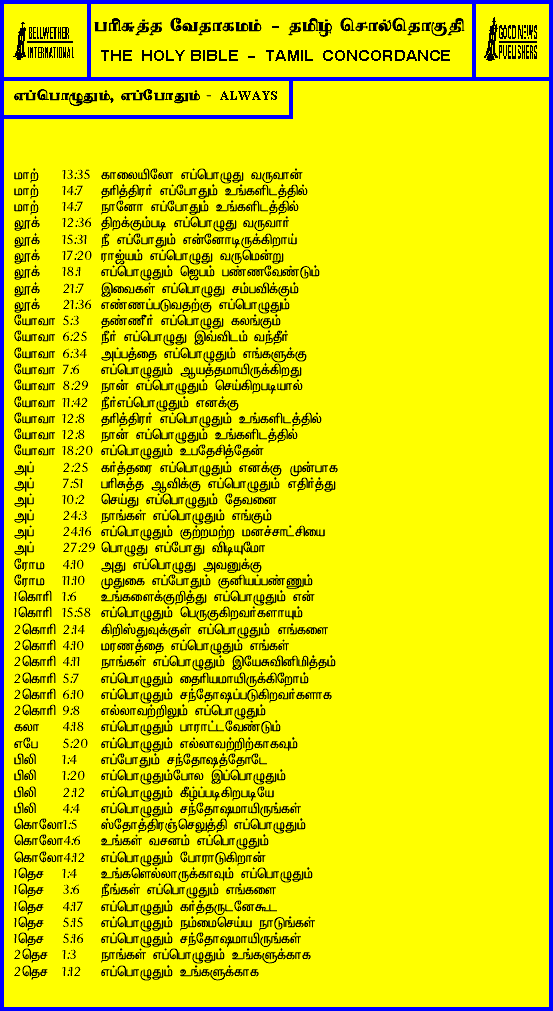 BELLWETHER
INTERNATIONAL
பரிசுத்த வேதாகமம் - தமிழ் சொல்தொகுதி
THE HOLY BIBLE - TAMIL CONCORDANCE
GOOD NEWS
PUBLISHERS
எப்பொழுதும், எப்போதும் - ALWAYS
மாற் 13:35 காலையிலோ எப்பொழுது வருவான்
மாற் 14:7 தரித்திரர் எப்போதும் உங்களிடத்தில்
மாற் 14:7 நானோ எப்போதும் உங்களிடத்தில்
லூக் 12:36 திறக்கும்படி எப்பொழுது வருவார்
லூக் 15:31 நீ எப்போதும் என்னோடிருக்கிறாய்
லூக் 17:20 ராஜ்யம் எப்பொழுது வருமென்று
லூக் 18:1 எப்பொழுதும் ஜெபம் பண்ணவேண்டும்
லூக் 21:7 இவைகள் எப்பொழுது சம்பவிக்கும்
லூக் 21:36 எண்ணப்படுவதற்கு எப்பொழுதும்
யோவா 5:3 தண்ணீர் எப்பொழுது கலங்கும்
யோவா 6:25 நீர் எப்பொழுது இவ்விடம் வந்தீர்
யோவா 6:34 அப்பத்தை எப்பொழுதும் எங்களுக்கு
யோவா 7:6 எப்பொழுதும் ஆயத்தமாயிருக்கிறது
யோவா 8:29 நான் எப்பொழுதும் செய்கிறபடியால்
யோவா 11:42 நீர்எப்பொழுதும் எனக்கு
யோவா 12:8 தரித்திரர் எப்பொழுதும் உங்களிடத்தில்
யோவா 12:8 நான் எப்பொழுதும் உங்களிடத்தில்
யோவா 18:20 எப்பொழுதும் உபதேசித்தேன்
அப் 2:25 கர்த்தரை எப்பொழுதும் எனக்கு முன்பாக
அப் 7:51 பரிசுத்த ஆவிக்கு எப்பொழுதும் எதிர்த்து
அப் 10:2 செய்து எப்பொழுதும் தேவனை
அப் 24:3 நாங்கள் எப்பொழுதும் எங்கும்
அப் 24:16 எப்பொழுதும் குற்றமற்ற மனச்சாட்சியை
அப் 27:29 பொழுது எப்போது விடியுமோ
ரோம 4:10 அது எப்பொழுது அவனுக்கு
ரோம 11:10 முதுகை எப்போதும் குனியப்பண்ணும்
1கொரி 1:6 உங்களைக்குறித்து எப்பொழுதும் என்
1கொரி 15:58 எப்பொழுதும் பெருகுகிறவர்களாயும்
2கொரி 2:14 கிறிஸ்துவுக்குள் எப்பொழுதும் எங்களை
2கொரி 4:10 மரணத்தை எப்பொழுதும் எங்கள்
2கொரி 4:11 நாங்கள் எப்பொழுதும் இயேசுவினிமித்தம்
2கொரி 5:7 எப்பொழுதும் தைரியமாயிருக்கிறோம்
2கொரி 6:10 எப்பொழுதும் சந்தோஷப்படுகிறவர்களாக
2கொரி 9:8 எல்லாவற்றிலும் எப்பொழுதும்
கலா 4:18 எப்பொழுதும் பாராட்டவேண்டும்
எபே 5:20 எப்பொழுதும் எல்லாவற்றிற்காகவும்
பிலி 1:4 எப்போதும் சந்தோஷத்தோடே
பிலி 1:20 எப்பொழுதும்போல இப்பொழுதும்
பிலி 2:12 எப்பொழுதும் கீழ்ப்படிகிறபடியே
பிலி 4:4 எப்பொழுதும் சந்தோஷமாயிருங்கள்
கொலோ1:5 ஸ்தோத்திரஞ்செலுத்தி எப்பொழுதும்
கொலோ4:6 உங்கள் வசனம் எப்பொழுதும்
கொலோ4:12 எப்பொழுதும் போராடுகிறான்
1தெச 1:4 உங்களெல்லாருக்காவும் எப்பொழுதும்
1தெச 3:6 நீங்கள் எப்பொழுதும் எங்களை
1தெச 4:17 எப்பொழுதும் கர்த்தருடனேகூட
1தெச 5:15 எப்பொழுதும் நம்மைசெய்ய நாடுங்கள்
1தெச 5:16 எப்பொழுதும் சந்தோஷமாயிருங்கள்
2தெச 1:3 நாங்கள் எப்பொழுதும் உங்களுக்காக
2தெச 1:12 எப்பொழுதும் உங்களுக்காக